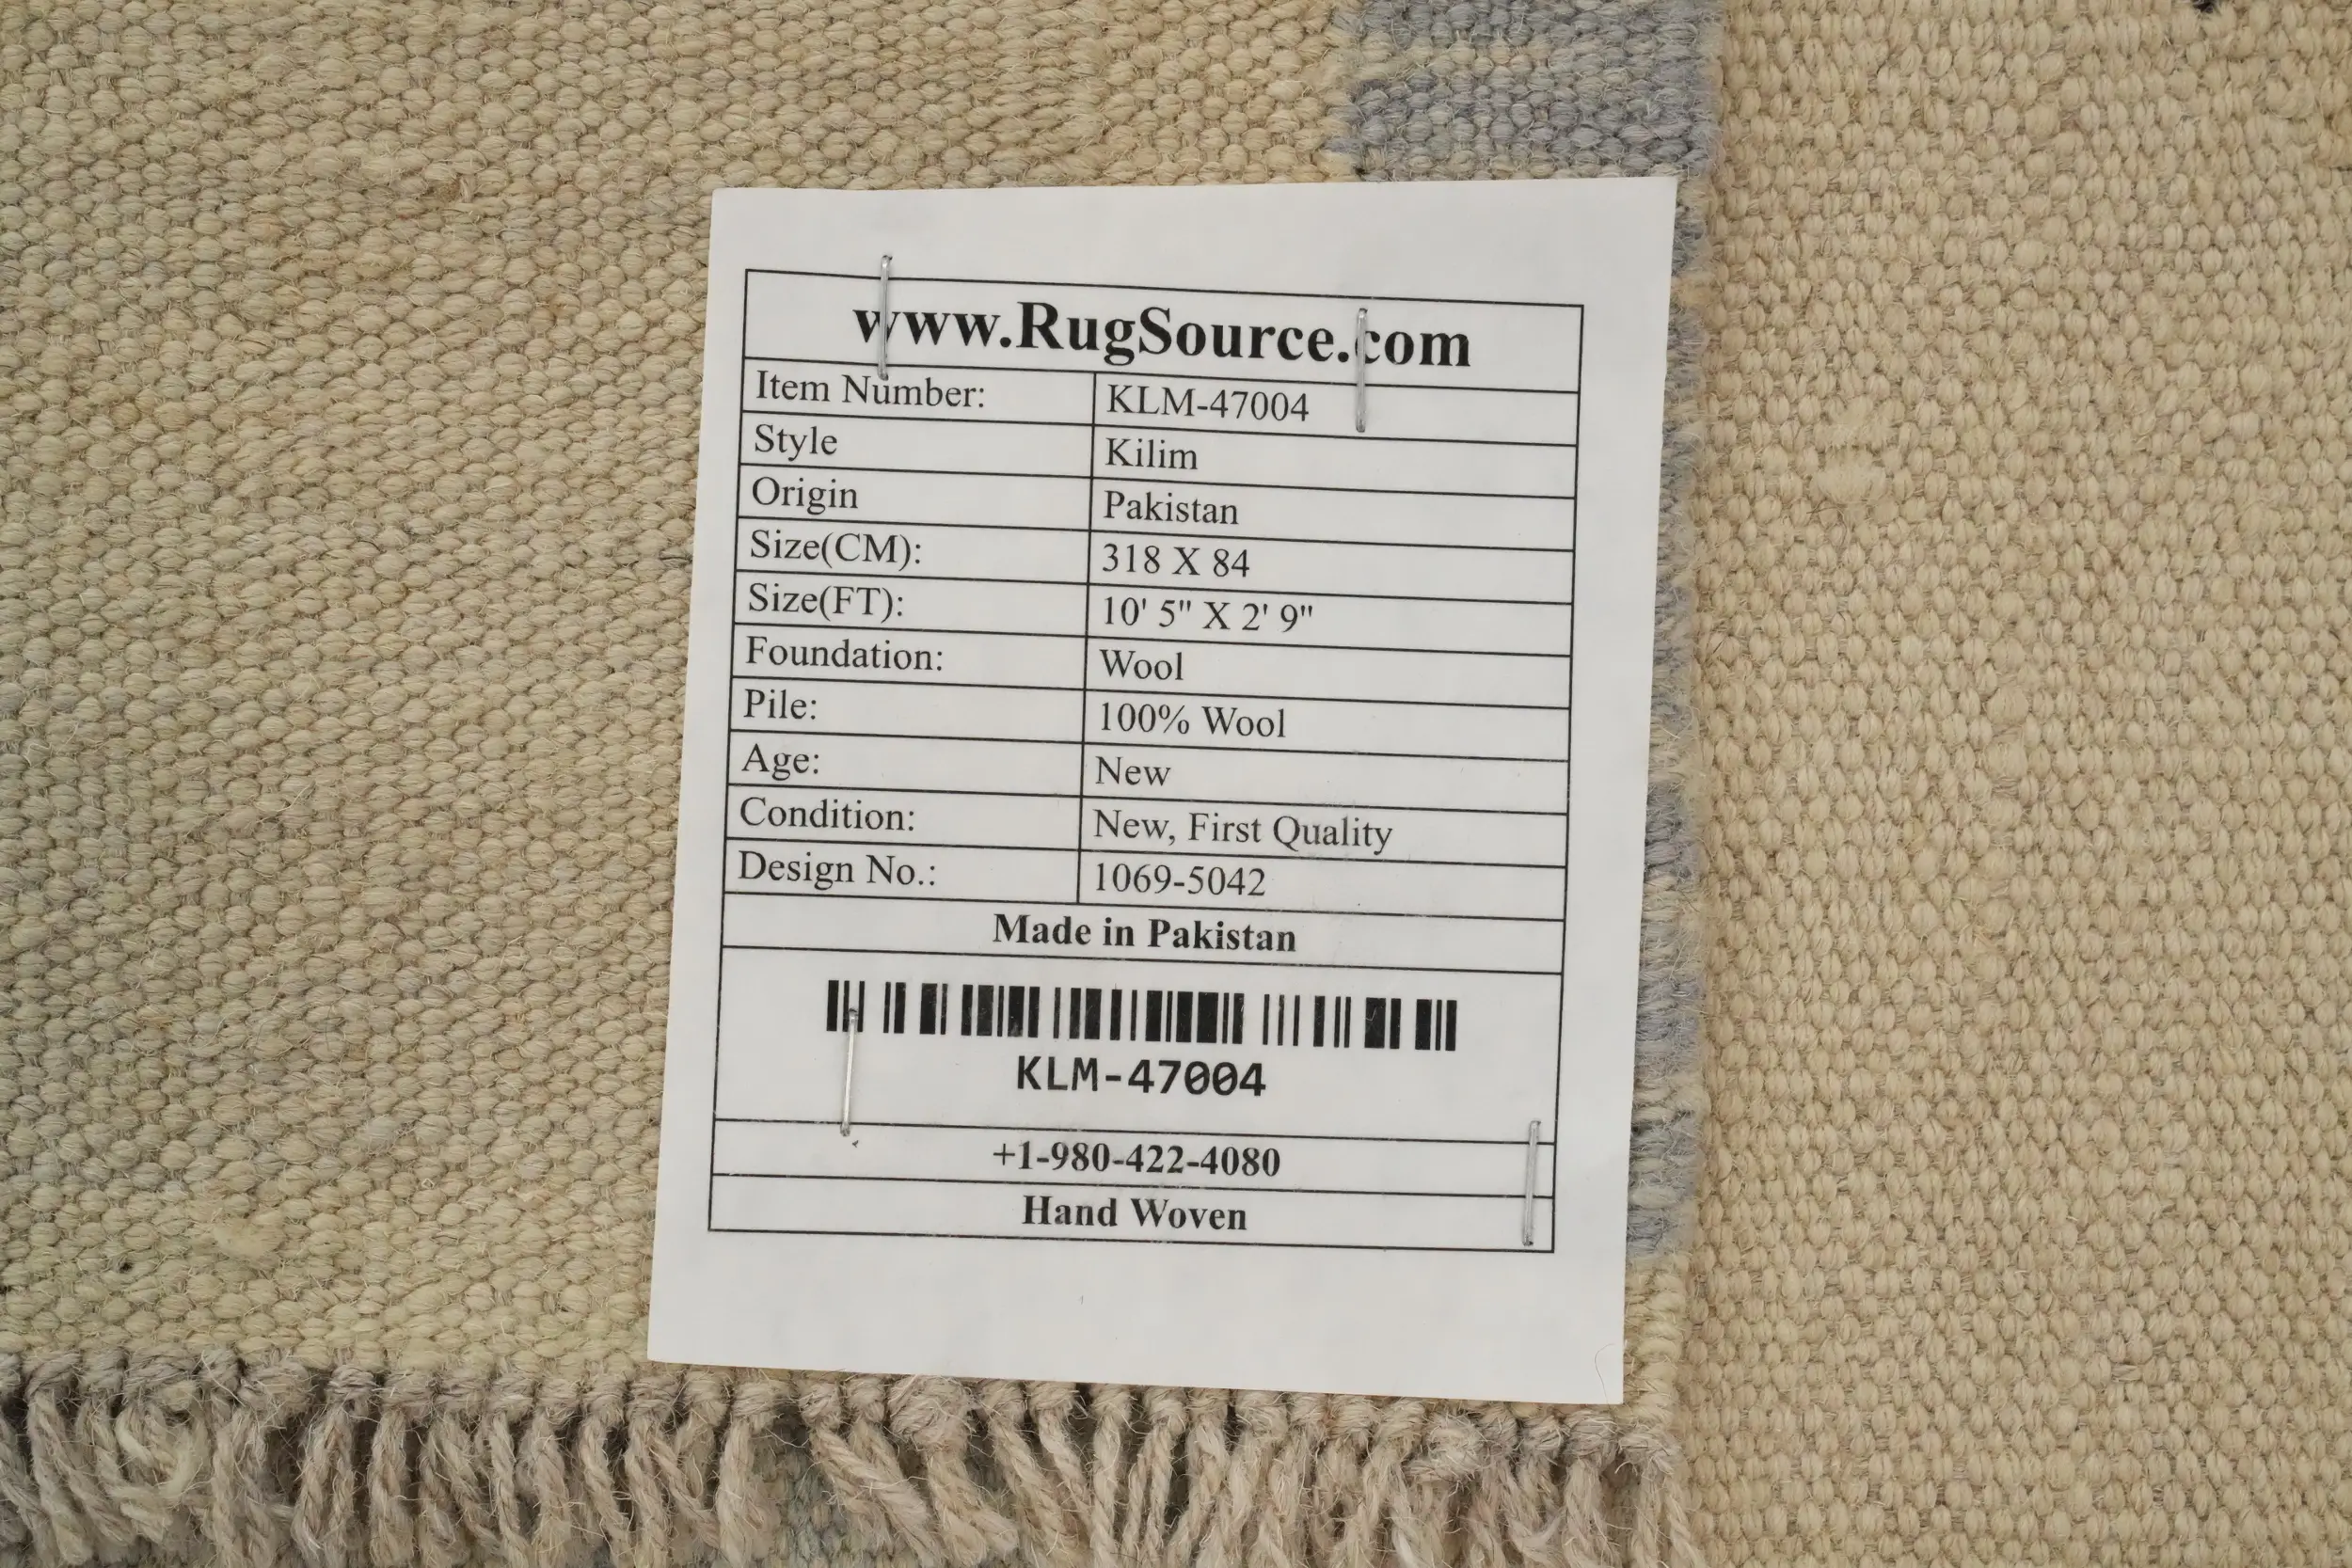 www.RugSource.com
Item Number: KLM-47004
Style Kilim
Origin Pakistan
Size(CM): 318 X 84
Size(FT): 10' 5" X 2' 9"
Foundation: Wool
Pile: 100% Wool
Age: New
Condition: New, First Quality
Design No.: 1069-5042
Made in Pakistan
KLM-47004
+1-980-422-4080
Hand Woven